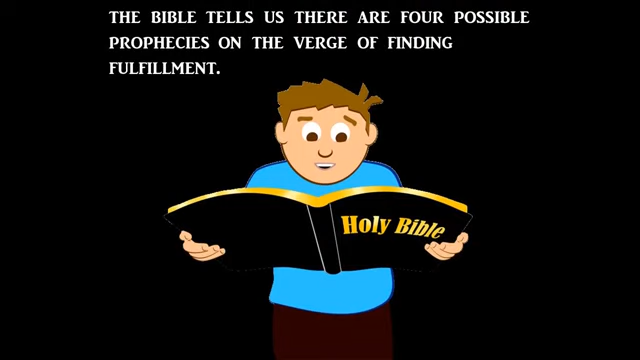 THE BIBLE TELLS US THERE ARE FOUR POSSIBLE
PROPHECIES ON THE VERGE OF FINDING
FULFILLMENT.
Holy Bible